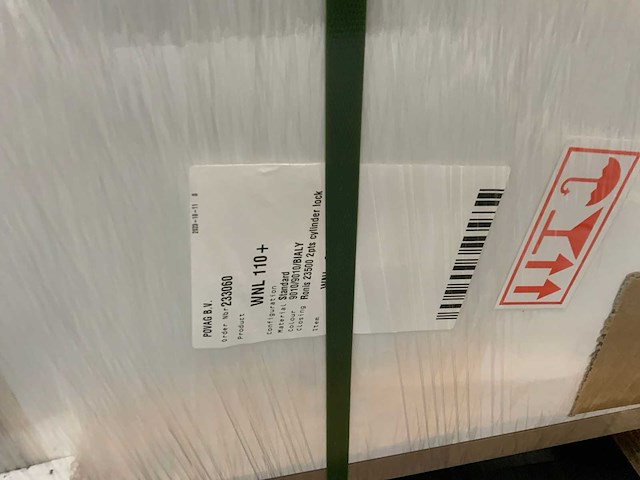 POVAG B.V.
Order Nbr 233060
Product
WNL 110+
Configuration
Material Standard
Colour 9010/9010/BIALY
Closing Ronis 23500 2pts cylinder lock
Item